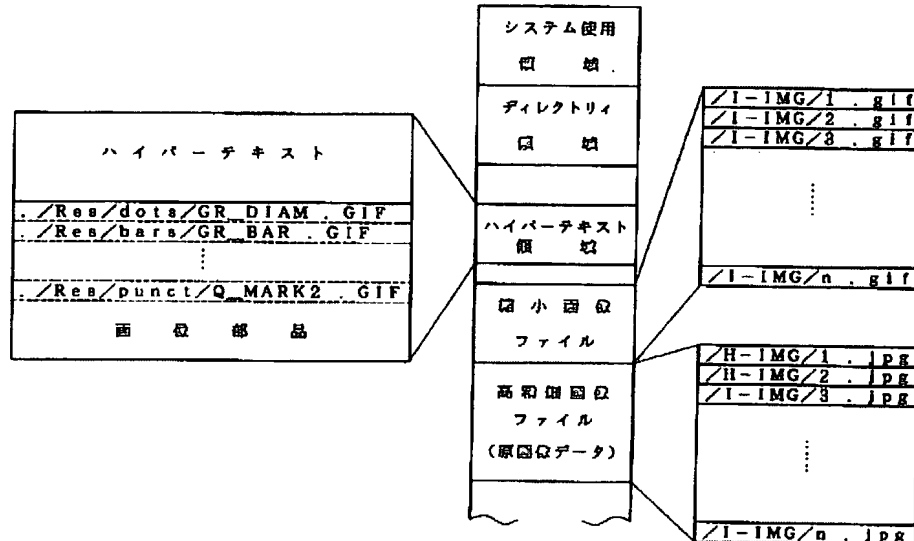 ハイパーテキスト
./Res/dots/GR_DIAM.GIF
./Res/bars/GR_BAR.GIF
./Res/punct/Q_MARK2.GIF
画像部品
システム使用
領域
ディレクトリィ
領域
ハイパーテキスト
領域
縮小画像
ファイル
ファイル
(原画像データ)
/I-IMG/1.gif
/I-IMG/2.gif
/I-IMG/3.gif
/I-IMG/n.gif
/H-IMG/1.jpg
/H-IMG/2.jpg
/I-IMG/3.jpg
/I-IMG/n.jpg